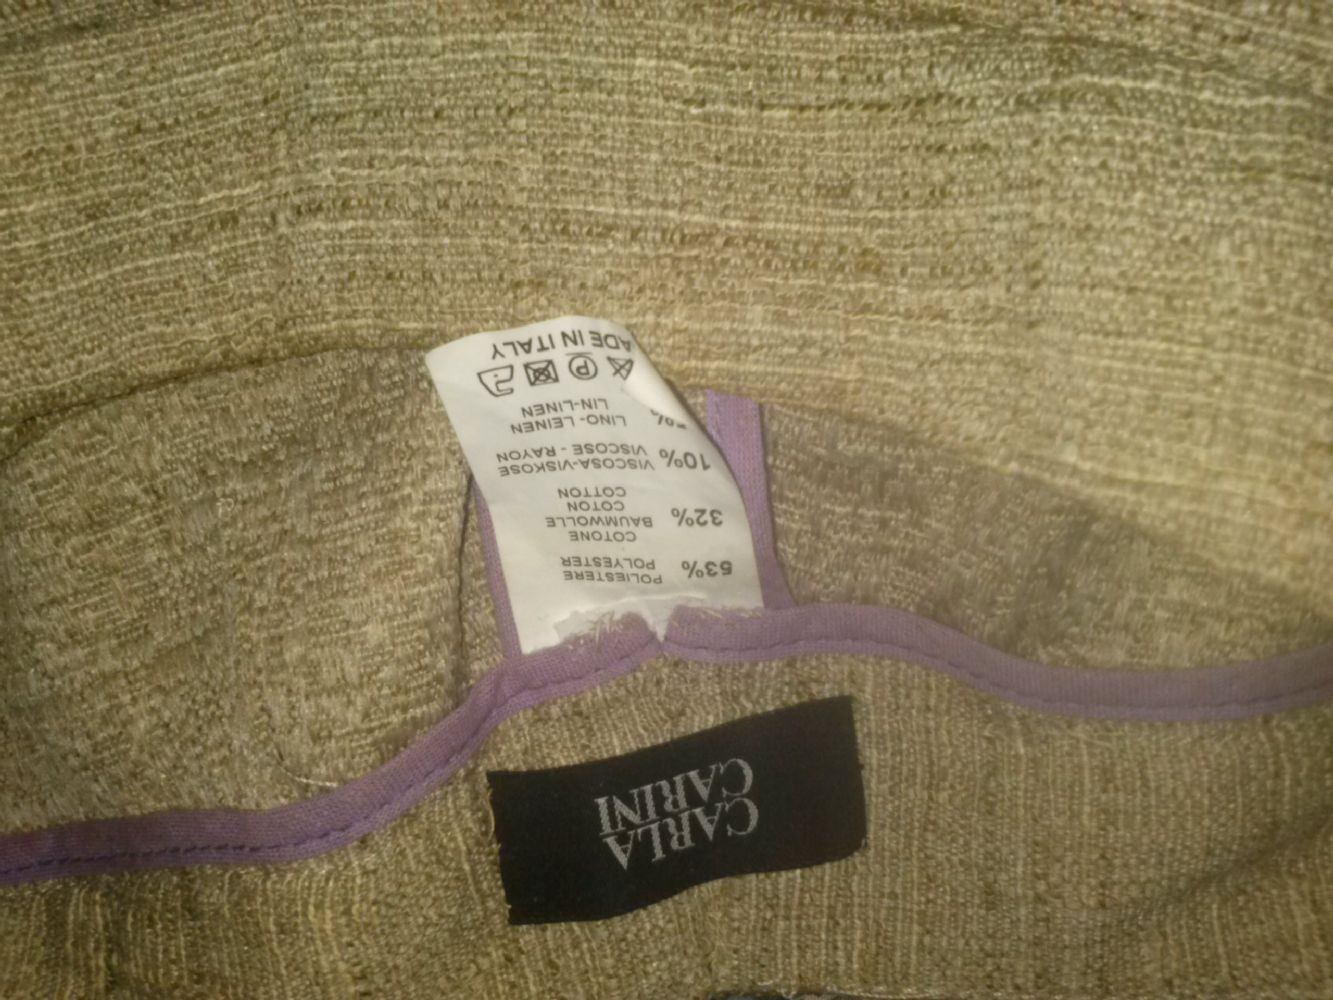 CARLA
CARINI
53% POLIESTERE
POLYESTER
32% COTONE
BAUMWOLLE
COTON
COTTON
10% VISCOSA-VISKOSE
VISCOSE - RAYON
5% LINO-LEINEN
LIN-LINEN
P
ADE IN ITALY